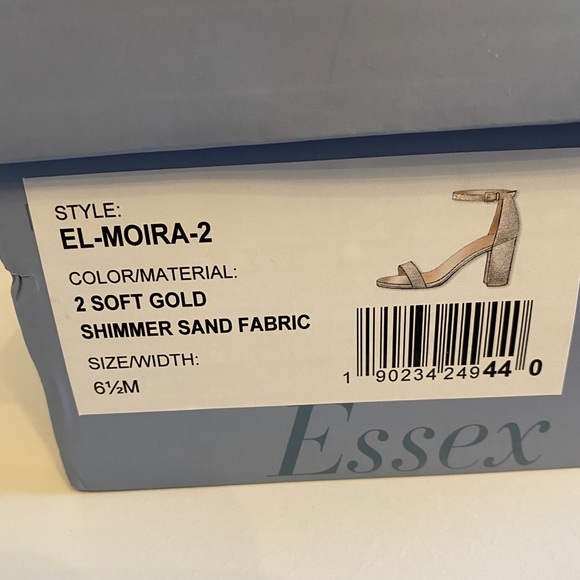 STYLE:
EL-MOIRA-2
COLOR/MATERIAL:
2 SOFT GOLD
SHIMMER SAND FABRIC
SIZE/WIDTH:
6½M
1 90234 24944 0
Essex